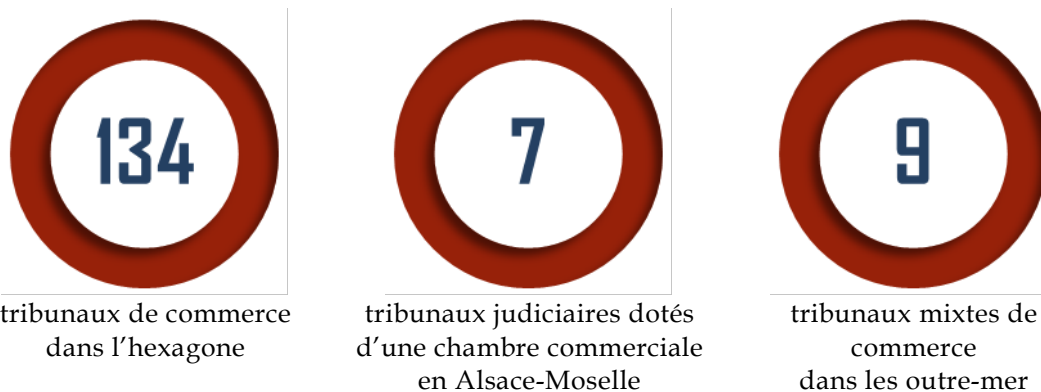 134
tribunaux de commerce
dans l'hexagone
7
tribunaux judiciaires dotés
d'une chambre commerciale
en Alsace-Moselle
9
tribunaux mixtes de
commerce
dans les outre-mer